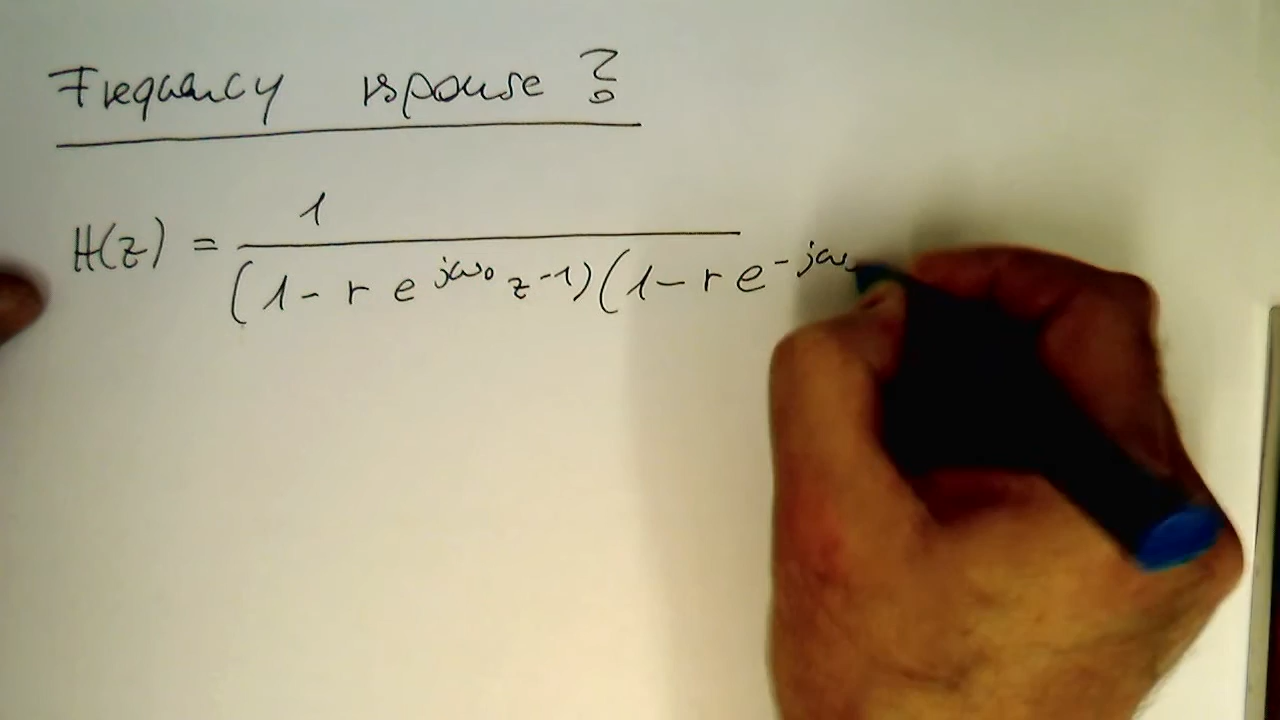 Frequency response ?
H(z) = 1 / (1 - r e^{jω₀} z^{-1}) (1 - r e^{-jω